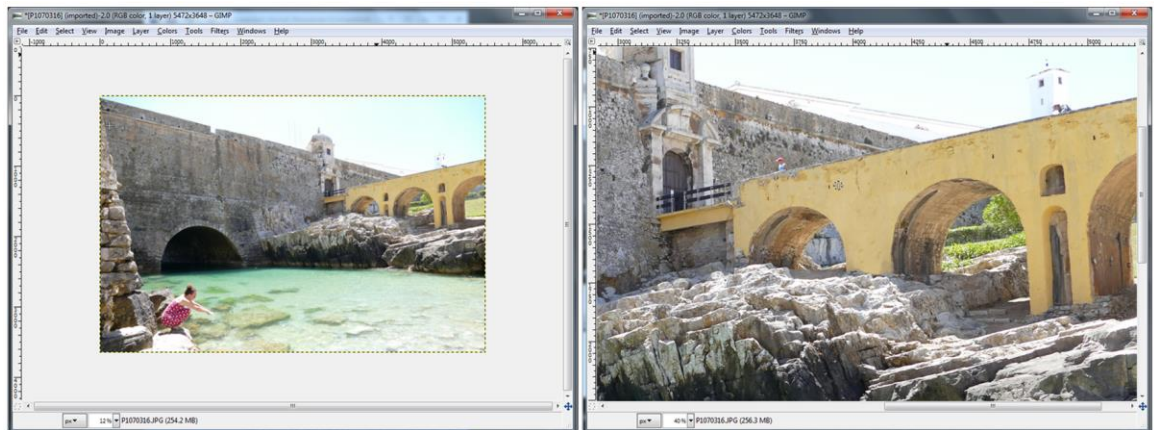 *[P1070316] (imported)-2.0 (RGB color, 1 layer) 5472x3648 – GIMP
File Edit Select View Image Layer Colors Tools Filters Windows Help
px 12% P1070316.JPG (254.2 MB)
*[P1070316] (imported)-2.0 (RGB color, 1 layer) 5472x3648 – GIMP
File Edit Select View Image Layer Colors Tools Filters Windows Help
px 40% P1070316.JPG (256.3 MB)